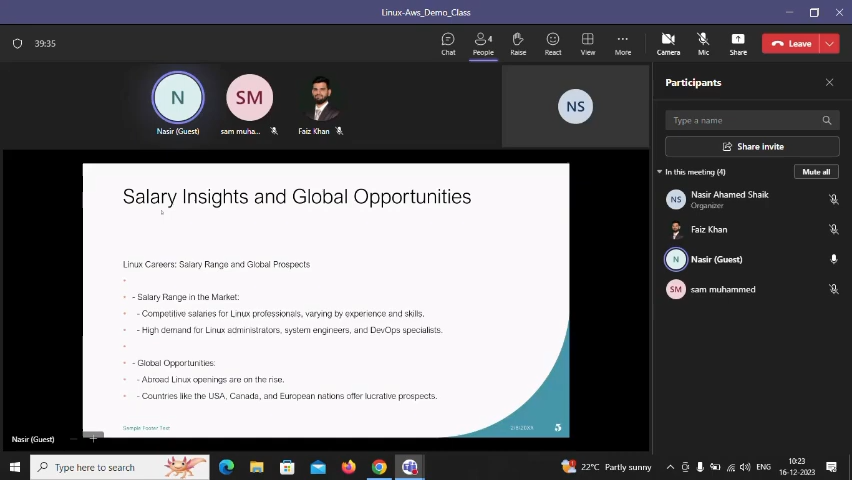 Linux-Aws_Demo_Class
39:35
Chat
People
4
Raise
React
View
More
Camera
Mic
Share
Leave
N
SM
NS
Nasir (Guest)
sam muha...
Faiz Khan
Participants
Type a name
Share invite
In this meeting (4)
Mute all
NS
Nasir Ahamed Shaik
Organizer
Faiz Khan
N
Nasir (Guest)
SM
sam muhammed
Salary Insights and Global Opportunities
Linux Careers: Salary Range and Global Prospects
- Salary Range in the Market:
- Competitive salaries for Linux professionals, varying by experience and skills.
- High demand for Linux administrators, system engineers, and DevOps specialists.
- Global Opportunities:
- Abroad Linux openings are on the rise.
- Countries like the USA, Canada, and European nations offer lucrative prospects.
Sample Footer Text
5
Nasir (Guest)
Type here to search
22°C Partly sunny
ENG
10:23
16-12-2023